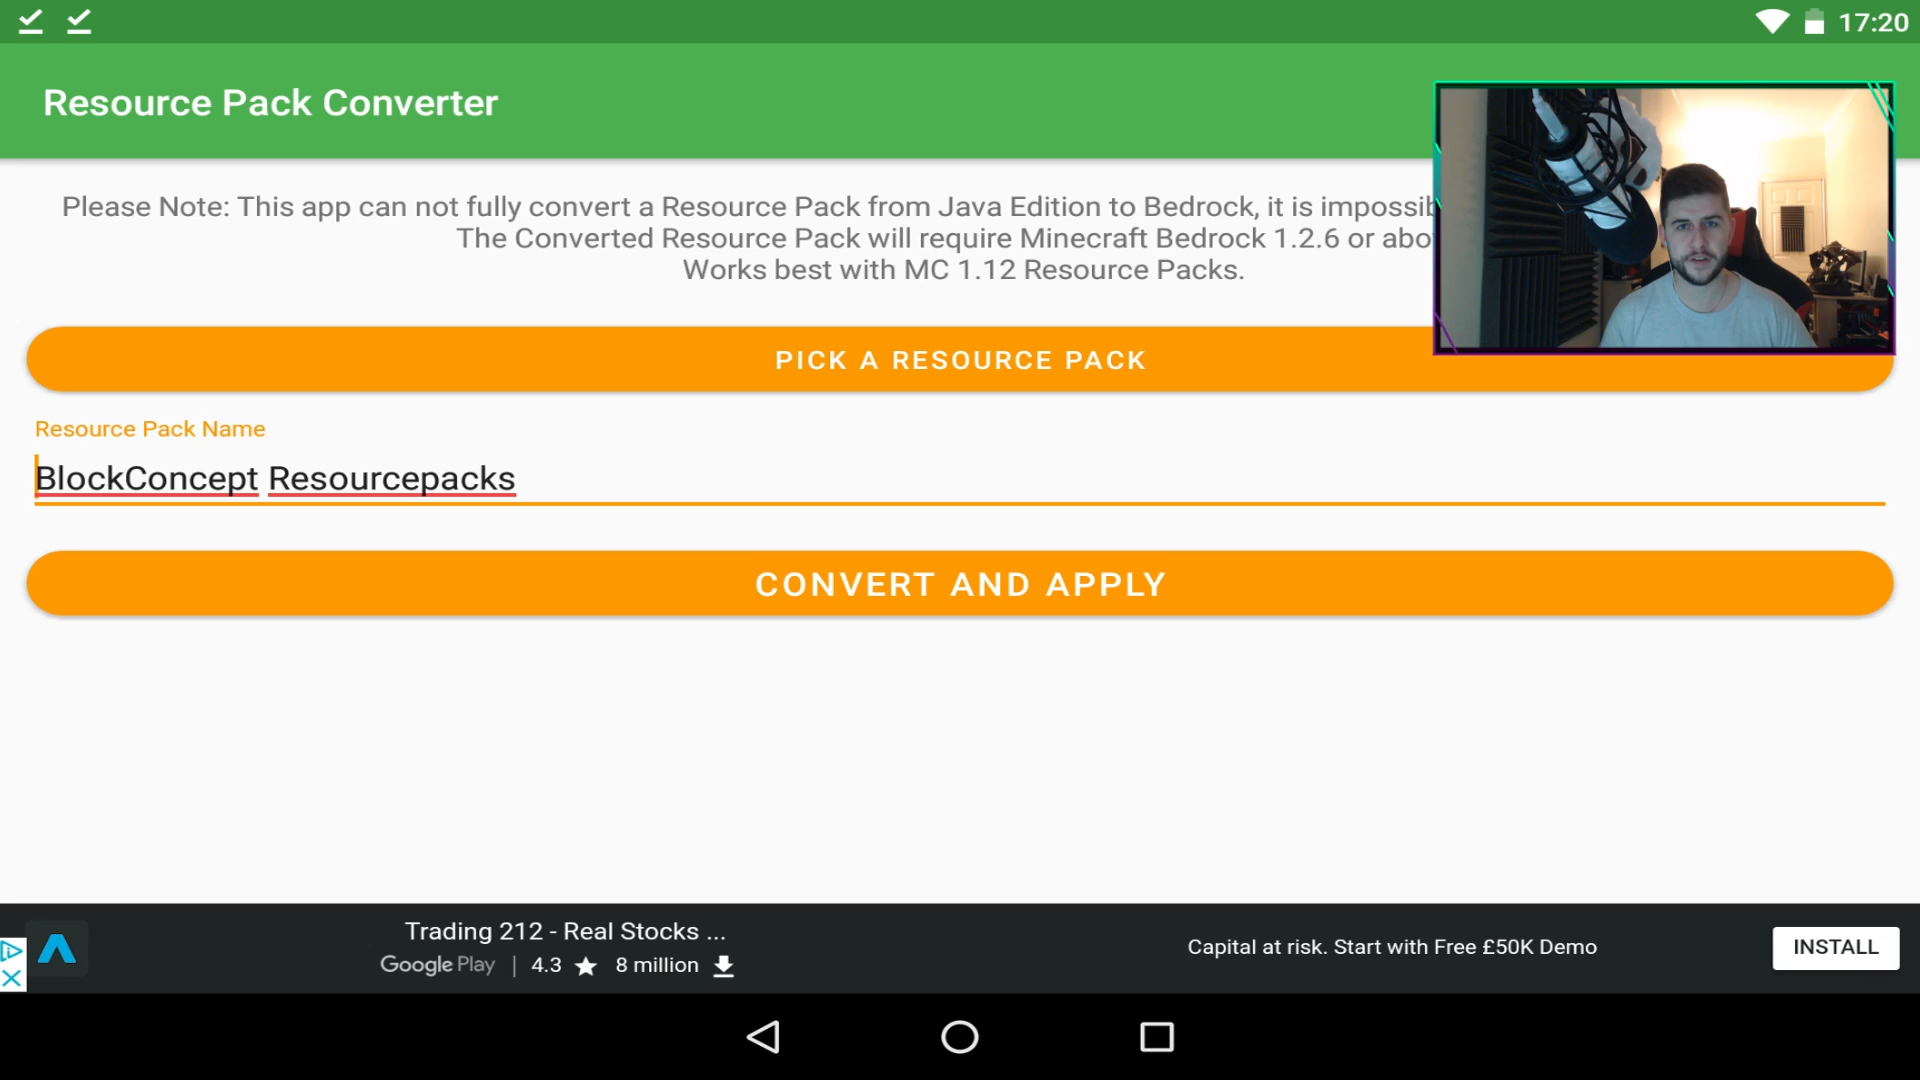 17:20
Resource Pack Converter
Please Note: This app can not fully convert a Resource Pack from Java Edition to Bedrock, it is
The Converted Resource Pack will require Minecraft Bedrock 1.2.6 or
Works best with MC 1.12 Resource Packs.
PICK A RESOURCE PACK
Resource Pack Name
BlockConcept Resourcepacks
CONVERT AND APPLY
Trading 212 - Real Stocks ...
Google Play | 4.3 ★ 8 million
Capital at risk. Start with Free £50K Demo
INSTALL